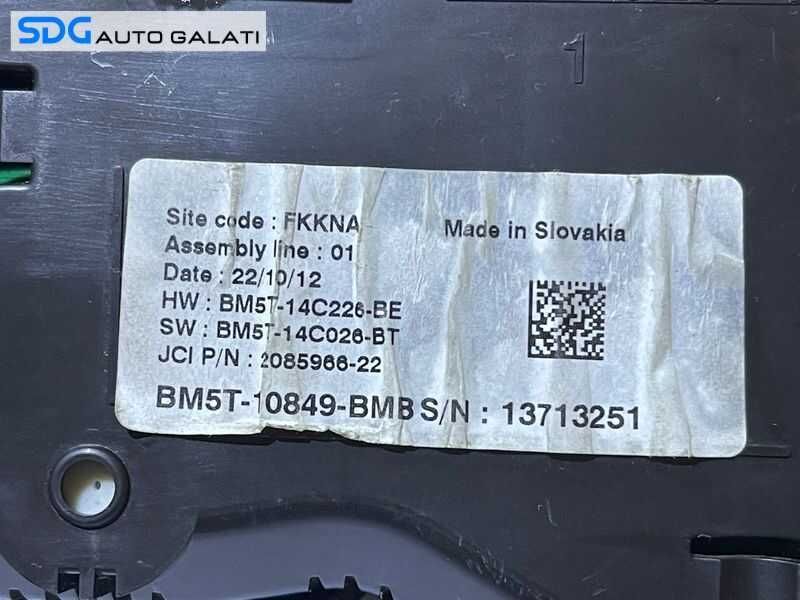 SDG AUTO GALATI
1
Site code : FKKNA
Made in Slovakia
Assembly line : 01
Date : 22/10/12
HW : BM5T-14C226-BE
SW : BM5T-14C026-BT
JCI P/N : 2085966-22
BM5T-10849-BMB S/N : 13713251